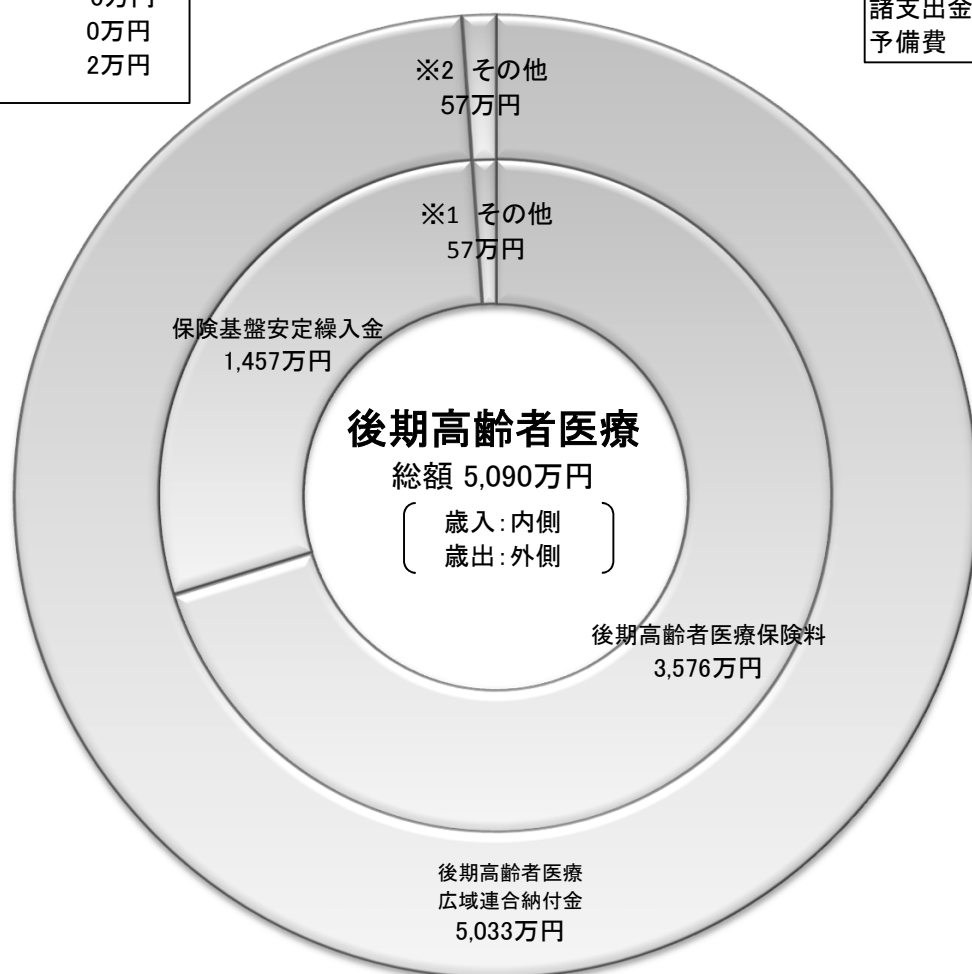 0万円
2万円
諸支出金
予備費
※2 その他
57万円
※1 その他
57万円
保険基盤安定繰入金
1,457万円
後期高齢者医療
総額 5,090万円
歳入:内側
歳出:外側
後期高齢者医療保険料
3,576万円
後期高齢者医療
広域連合納付金
5,033万円